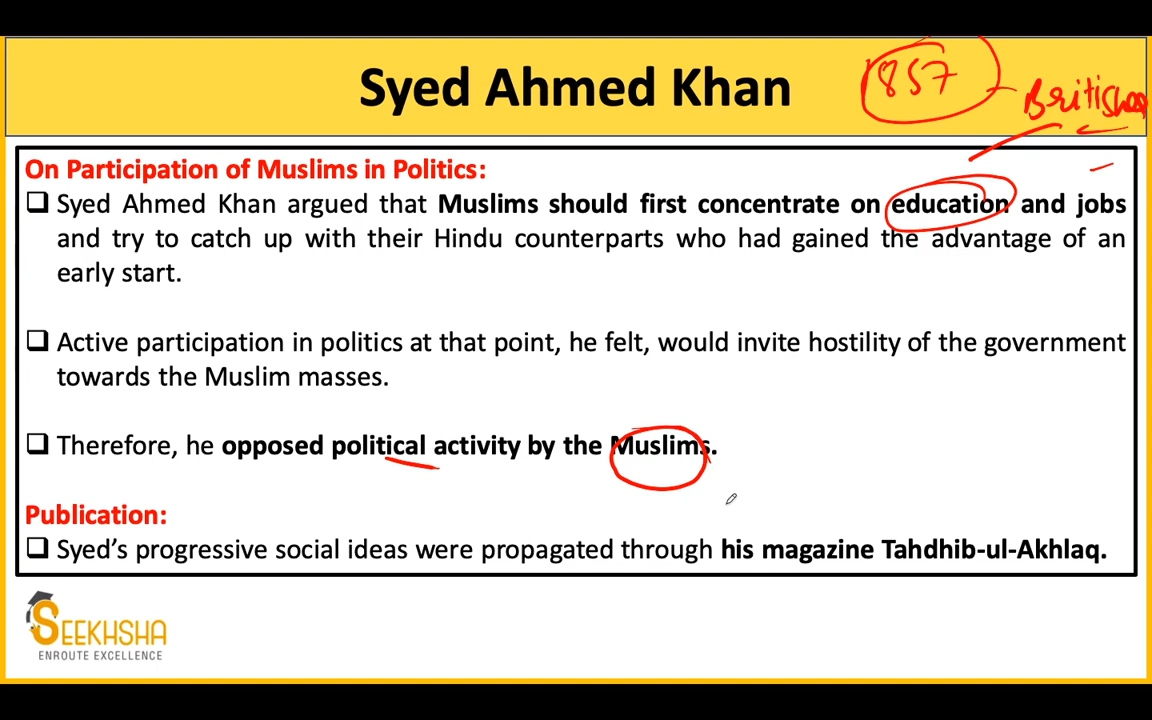 Syed Ahmed Khan
1857
Britishers
On Participation of Muslims in Politics:
Syed Ahmed Khan argued that Muslims should first concentrate on education and jobs
and try to catch up with their Hindu counterparts who had gained the advantage of an
early start.
Active participation in politics at that point, he felt, would invite hostility of the government
towards the Muslim masses.
Therefore, he opposed political activity by the Muslims.
Publication:
Syed’s progressive social ideas were propagated through his magazine Tahdhib-ul-Akhlaq.
SEEKHSHA
ENROUTE EXCELLENCE